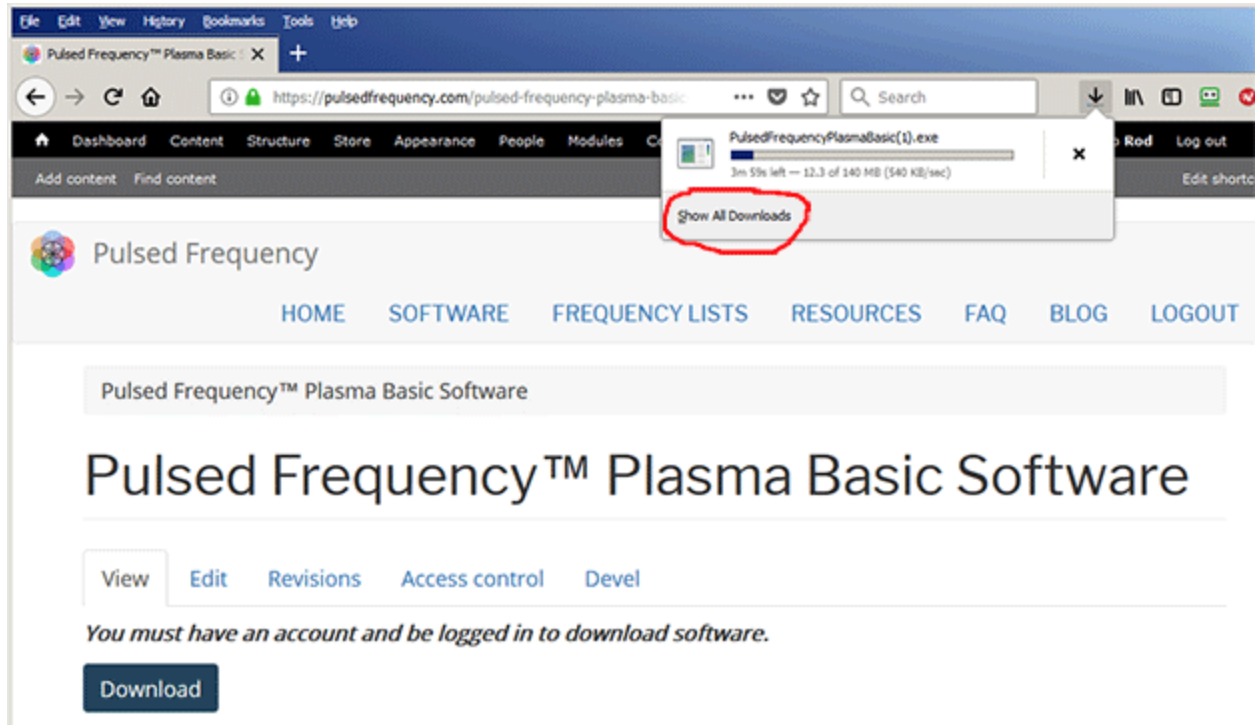 File Edit View History Bookmarks Tools Help
Pulsed Frequency™ Plasma Basic
https://pulsedfrequency.com/pulsed-frequency-plasma-basic
Search
Dashboard Content Structure Store Appearance People Modules
Rod Log out
PulsedFrequencyPlasmaBasic(1).exe
3m 59s left — 12.3 of 140 MB (540 KB/sec)
Add content Find content
Edit shortc
Show All Downloads
Pulsed Frequency
HOME SOFTWARE FREQUENCY LISTS RESOURCES FAQ BLOG LOGOUT
Pulsed Frequency™ Plasma Basic Software
Pulsed Frequency™ Plasma Basic Software
View Edit Revisions Access control Devel
You must have an account and be logged in to download software.
Download